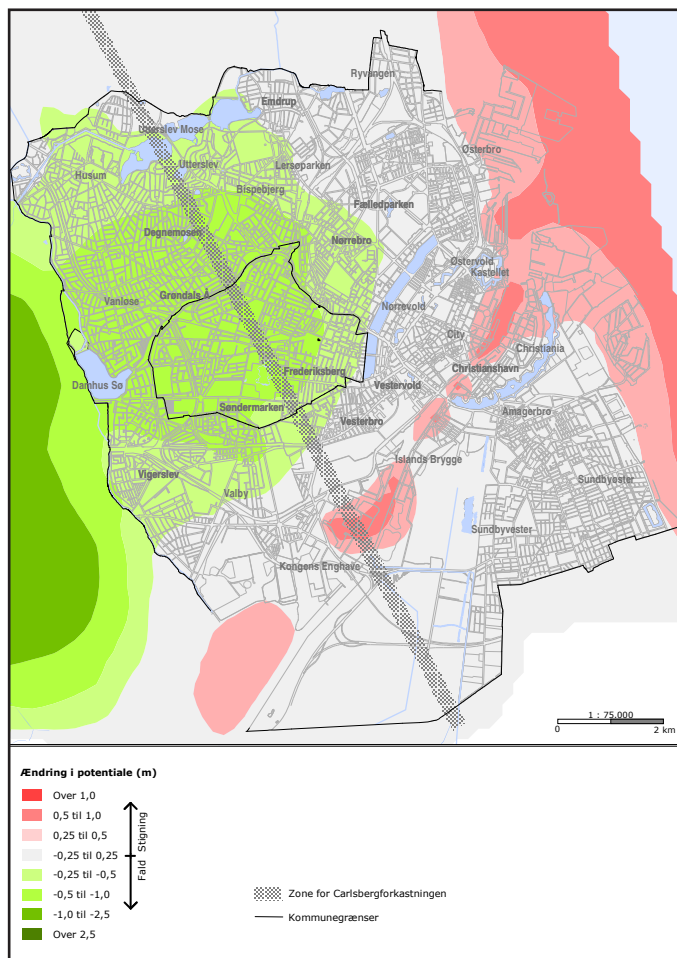 Ryvangen
Emdrup
Utterslev Mose
Østerbro
Utterslev
Lersøparken
Husum
Bispebjerg
Fælledparken
Degnemosen
Nørrebro
Østervold
Kastellet
Grøndals Å
Vanløse
Nørrevold
City
Christiania
Frederiksberg
Christianshavn
Damhus Sø
Vestervold
Søndermarken
Amagerbro
Vesterbro
Islands Brygge
Vigerslev
Sundbyøster
Valby
Sundbyvester
Kongens Enghave
1 : 75.000
0 2 km
Ændring i potentiale (m)
Over 1,0
0,5 til 1,0
0,25 til 0,5
-0,25 til 0,25
-0,25 til -0,5
-0,5 til -1,0
-1,0 til -2,5
Over 2,5
Fald Stigning
Zone for Carlsbergforkastningen
Kommunegrænser